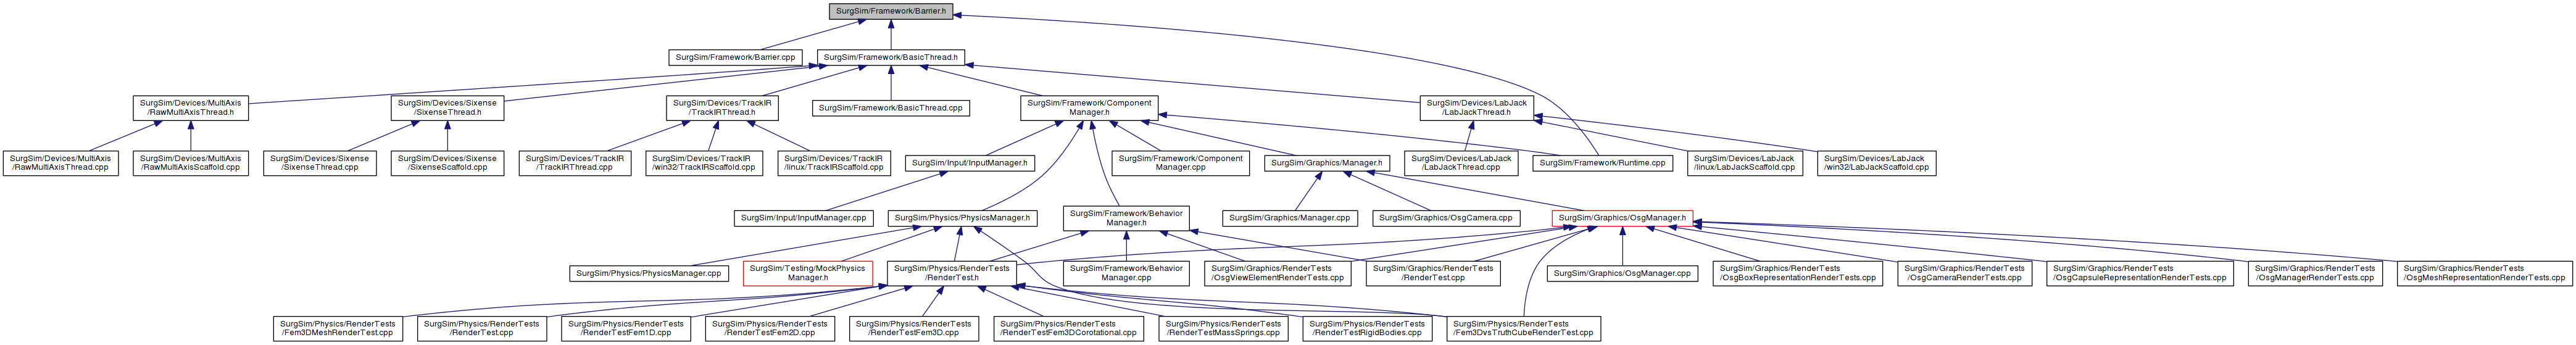 SurgSim/Framework/Barrier.h
SurgSim/Framework/Barrier.cpp
SurgSim/Framework/BasicThread.h
SurgSim/Devices/MultiAxis
/RawMultiAxisThread.h
SurgSim/Devices/Sixense
/SixenseThread.h
SurgSim/Devices/TrackIR
/TrackIRThread.h
SurgSim/Framework/BasicThread.cpp
SurgSim/Framework/Component
Manager.h
SurgSim/Devices/LabJack
/LabJackThread.h
SurgSim/Devices/MultiAxis
/RawMultiAxisThread.cpp
SurgSim/Devices/MultiAxis
/RawMultiAxisScaffold.cpp
SurgSim/Devices/Sixense
/SixenseThread.cpp
SurgSim/Devices/Sixense
/SixenseScaffold.cpp
SurgSim/Devices/TrackIR
/TrackIRThread.cpp
SurgSim/Devices/TrackIR
/win32/TrackIRScaffold.cpp
SurgSim/Devices/TrackIR
/linux/TrackIRScaffold.cpp
SurgSim/Input/InputManager.h
SurgSim/Framework/Component
Manager.cpp
SurgSim/Graphics/Manager.h
SurgSim/Devices/LabJack
/LabJackThread.cpp
SurgSim/Framework/Runtime.cpp
SurgSim/Devices/LabJack
/linux/LabJackScaffold.cpp
SurgSim/Devices/LabJack
/win32/LabJackScaffold.cpp
SurgSim/Input/InputManager.cpp
SurgSim/Physics/PhysicsManager.h
SurgSim/Framework/Behavior
Manager.h
SurgSim/Graphics/Manager.cpp
SurgSim/Graphics/OsgCamera.cpp
SurgSim/Graphics/OsgManager.h
SurgSim/Physics/PhysicsManager.cpp
SurgSim/Testing/MockPhysics
Manager.h
SurgSim/Physics/RenderTests
/RenderTest.h
SurgSim/Framework/Behavior
Manager.cpp
SurgSim/Graphics/RenderTests
/OsgViewElementRenderTests.cpp
SurgSim/Graphics/RenderTests
/RenderTest.cpp
SurgSim/Graphics/OsgManager.cpp
SurgSim/Graphics/RenderTests
/OsgBoxRepresentationRenderTests.cpp
SurgSim/Graphics/RenderTests
/OsgCameraRenderTests.cpp
SurgSim/Graphics/RenderTests
/OsgCapsuleRepresentationRenderTests.cpp
SurgSim/Graphics/RenderTests
/OsgManagerRenderTests.cpp
SurgSim/Graphics/RenderTests
/OsgMeshRepresentationRenderTests.cpp
SurgSim/Physics/RenderTests
/Fem3DMeshRenderTest.cpp
SurgSim/Physics/RenderTests
/RenderTest.cpp
SurgSim/Physics/RenderTests
/RenderTestFem1D.cpp
SurgSim/Physics/RenderTests
/RenderTestFem2D.cpp
SurgSim/Physics/RenderTests
/RenderTestFem3D.cpp
SurgSim/Physics/RenderTests
/RenderTestFem3DCorotational.cpp
SurgSim/Physics/RenderTests
/RenderTestMassSprings.cpp
SurgSim/Physics/RenderTests
/RenderTestRigidBodies.cpp
SurgSim/Physics/RenderTests
/Fem3DvsTruthCubeRenderTest.cpp